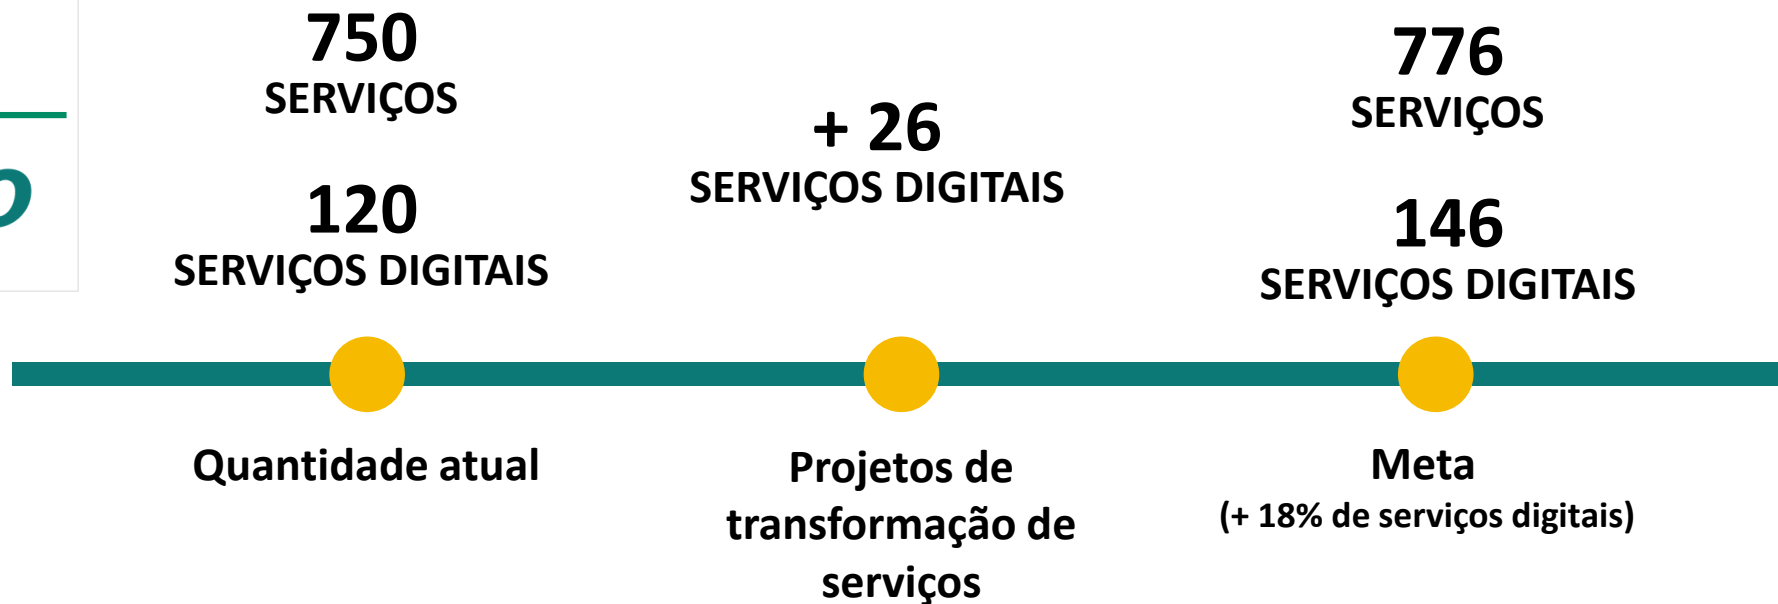 750
SERVIÇOS
120
SERVIÇOS DIGITAIS
+ 26
SERVIÇOS DIGITAIS
776
SERVIÇOS
146
SERVIÇOS DIGITAIS
Quantidade atual
Projetos de
transformação de
serviços
Meta
(+ 18% de serviços digitais)